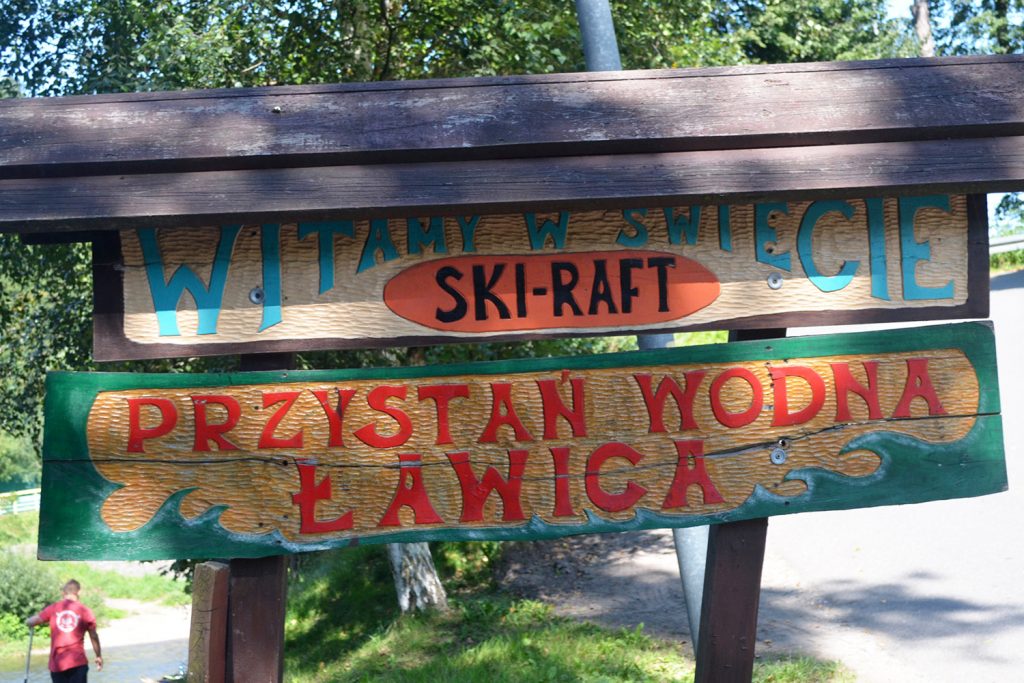 WITAMY W ŚWIECIE
SKI-RAFT
PRZYSTAŃ WODNA
ŁAWICA